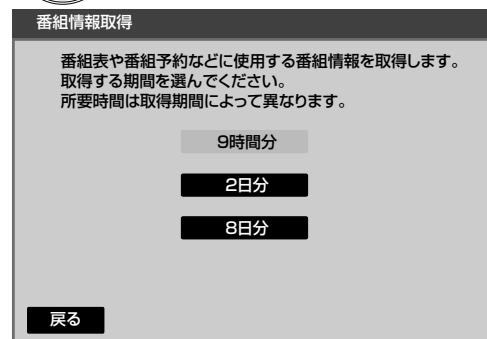 番組情報取得
番組表や番組予約などに使用する番組情報を取得します。
取得する期間を選んでください。
所要時間は取得期間によって異なります。
9時間分
2日分
8日分
戻る